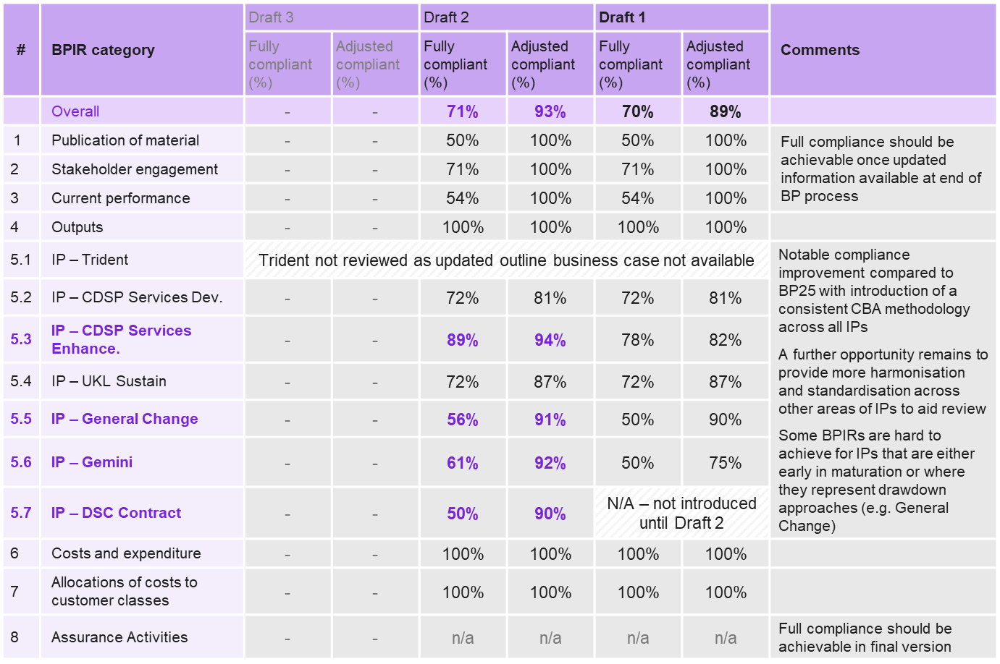 # BPIR category Draft 3 Draft 2 Draft 1 Comments
Fully compliant (%) Adjusted compliant (%) Fully compliant (%) Adjusted compliant (%) Fully compliant (%) Adjusted compliant (%)
Overall - - 71% 93% 70% 89%
1 Publication of material - - 50% 100% 50% 100%
2 Stakeholder engagement - - 71% 100% 71% 100%
3 Current performance - - 54% 100% 54% 100%
Full compliance should be
achievable once updated
information available at end of
BP process
4 Outputs - - 100% 100% 100% 100%
5.1 IP – Trident Trident not reviewed as updated outline business case not available
5.2 IP – CDSP Services Dev. - - 72% 81% 72% 81%
5.3 IP – CDSP Services
Enhance. - - 89% 94% 78% 82%
5.4 IP – UKL Sustain - - 72% 87% 72% 87%
5.5 IP – General Change - - 56% 91% 50% 90%
5.6 IP – Gemini - - 61% 92% 50% 75%
5.7 IP – DSC Contract - - 50% 90% N/A – not introduced
until Draft 2
Notable compliance
improvement compared to
BP25 with introduction of a
consistent CBA methodology
across all IPs
A further opportunity remains to
provide more harmonisation
and standardisation across
other areas of IPs to aid review
Some BPIRs are hard to
achieve for IPs that are either
early in maturation or where
they represent drawdown
approaches (e.g. General
Change)
6 Costs and expenditure - - 100% 100% 100% 100%
7 Allocations of costs to
customer classes - - 100% 100% 100% 100%
8 Assurance Activities - - n/a n/a n/a n/a
Full compliance should be
achievable in final version